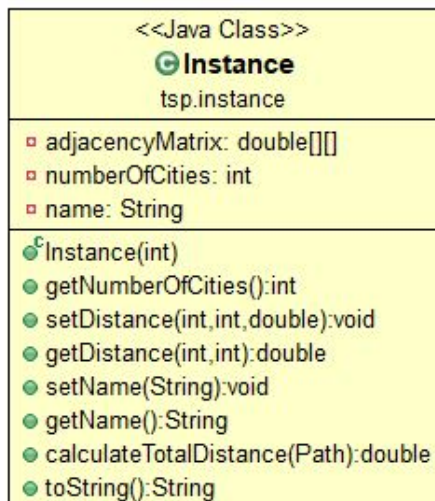 <<Java Class>>
Instance
tsp.instance
adjacencyMatrix: double[][]
numberOfCities: int
name: String
Instance(int)
getNumberOfCities():int
setDistance(int,int,double):void
getDistance(int,int):double
setName(String):void
getName():String
calculateTotalDistance(Path):double
toString():String